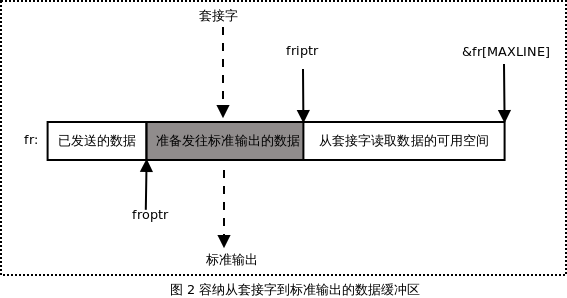 套接字
friptr
&fr[MAXLINE]
fr:
已发送的数据
准备发往标准输出的数据
从套接字读取数据的可用空间
froptr
标准输出
图 2 容纳从套接字到标准输出的数据缓冲区